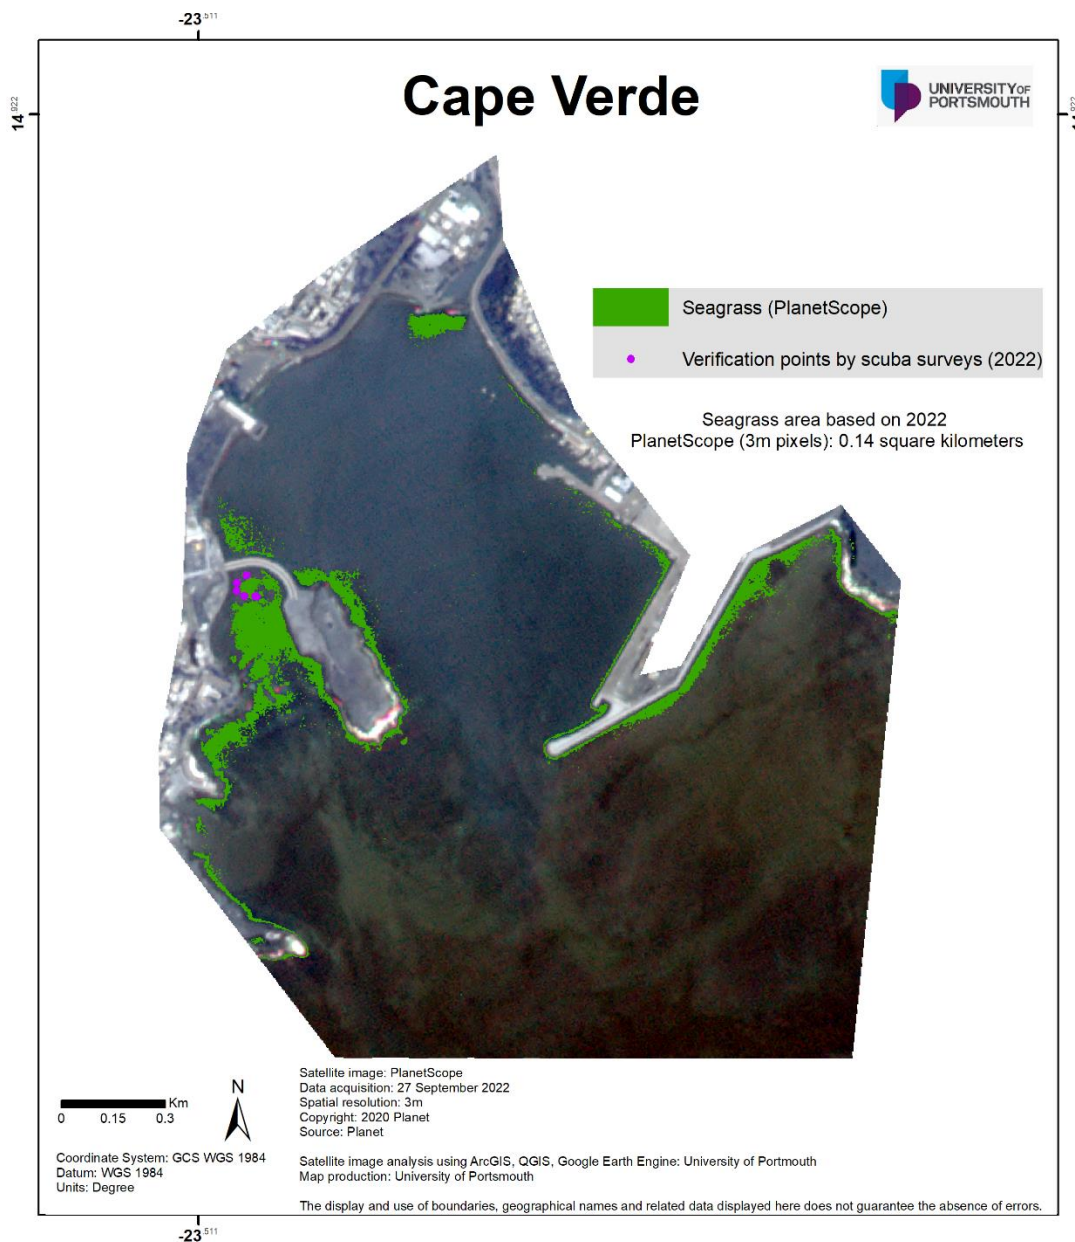 -23.511
Cape Verde
UNIVERSITY OF
PORTSMOUTH
14.922
14.922
Seagrass (PlanetScope)
Verification points by scuba surveys (2022)
Seagrass area based on 2022
PlanetScope (3m pixels): 0.14 square kilometers
N
Km
0 0.15 0.3
Coordinate System: GCS WGS 1984
Datum: WGS 1984
Units: Degree
Satellite image: PlanetScope
Data acquisition: 27 September 2022
Spatial resolution: 3m
Copyright: 2020 Planet
Source: Planet
Satellite image analysis using ArcGIS, QGIS, Google Earth Engine: University of Portmouth
Map production: University of Portsmouth
The display and use of boundaries, geographical names and related data displayed here does not guarantee the absence of errors.
-23.511